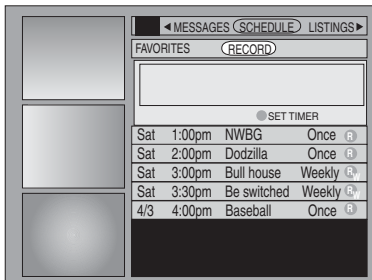 ◄MESSAGES SCHEDULE LISTINGS►
FAVORITES RECORD
SET TIMER
Sat 1:00pm NWBG Once R
Sat 2:00pm Dodzilla Once R
Sat 3:00pm Bull house Weekly R W
Sat 3:30pm Be switched Weekly R W
4/3 4:00pm Baseball Once R